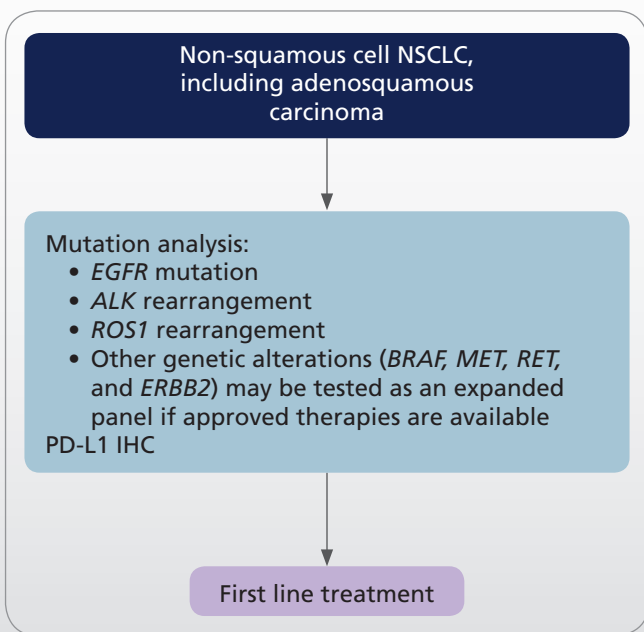 Non-squamous cell NSCLC,
including adenosquamous
carcinoma
Mutation analysis:
• EGFR mutation
• ALK rearrangement
• ROS1 rearrangement
• Other genetic alterations (BRAF, MET, RET,
and ERBB2) may be tested as an expanded
panel if approved therapies are available
PD-L1 IHC
First line treatment